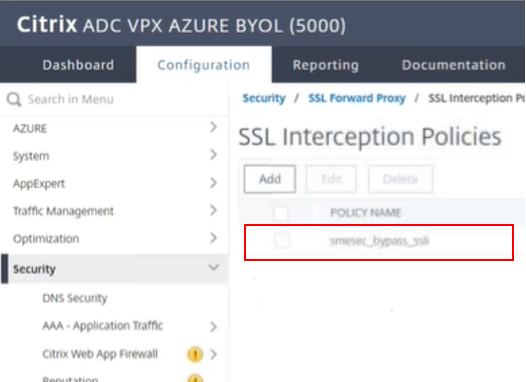 Citrix ADC VPX AZURE BYOL (5000)
Dashboard Configuration Reporting Documentation
Search in Menu
AZURE
System
AppExpert
Traffic Management
Optimization
Security
DNS Security
AAA - Application Traffic
Citrix Web App Firewall
Reputation
Security / SSL Forward Proxy / SSL Interception Po
SSL Interception Policies
Add Edit Delete
POLICY NAME
smesec_bypass_ssli